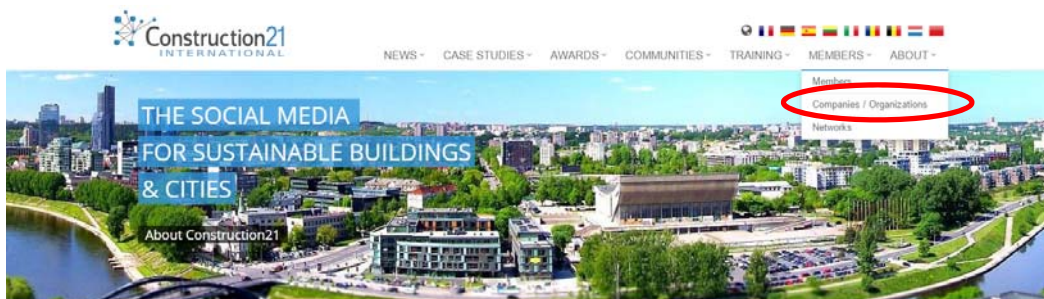 Construction21
INTERNATIONAL
NEWS
CASE STUDIES
AWARDS
COMMUNITIES
TRAINING
MEMBERS
ABOUT
Members
Companies / Organizations
Networks
THE SOCIAL MEDIA
FOR SUSTAINABLE BUILDINGS
& CITIES
About Construction21